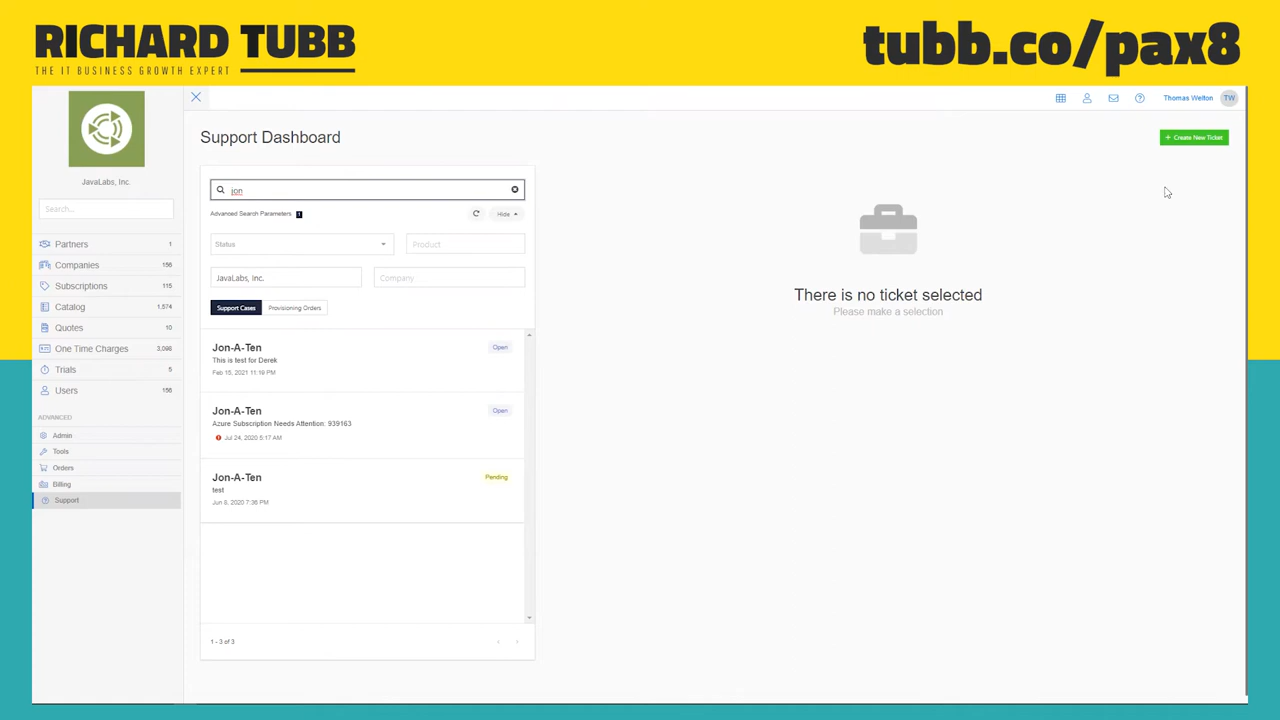 RICHARD TUBB
THE IT BUSINESS GROWTH EXPERT
tubb.co/pax8
JavaLabs, Inc.
Search...
Partners 1
Companies 156
Subscriptions 115
Catalog 1,574
Quotes 10
One Time Charges 3,098
Trials 5
Users 156
ADVANCED
Admin
Tools
Orders
Billing
Support
Thomas Welton TW
Support Dashboard
+ Create New Ticket
jon
Advanced Search Parameters 1
Hide
Status
Product
JavaLabs, Inc.
Company
Support Cases
Provisioning Orders
Jon-A-Ten
Open
This is test for Derek
Feb 15, 2021 11:19 PM
Jon-A-Ten
Open
Azure Subscription Needs Attention: 939163
Jul 24, 2020 5:17 AM
Jon-A-Ten
Pending
test
Jun 8, 2020 7:36 PM
1 - 3 of 3
There is no ticket selected
Please make a selection